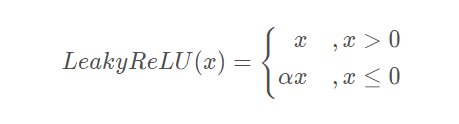 LeakyReLU(x) = { x , x > 0
αx , x ≤ 0